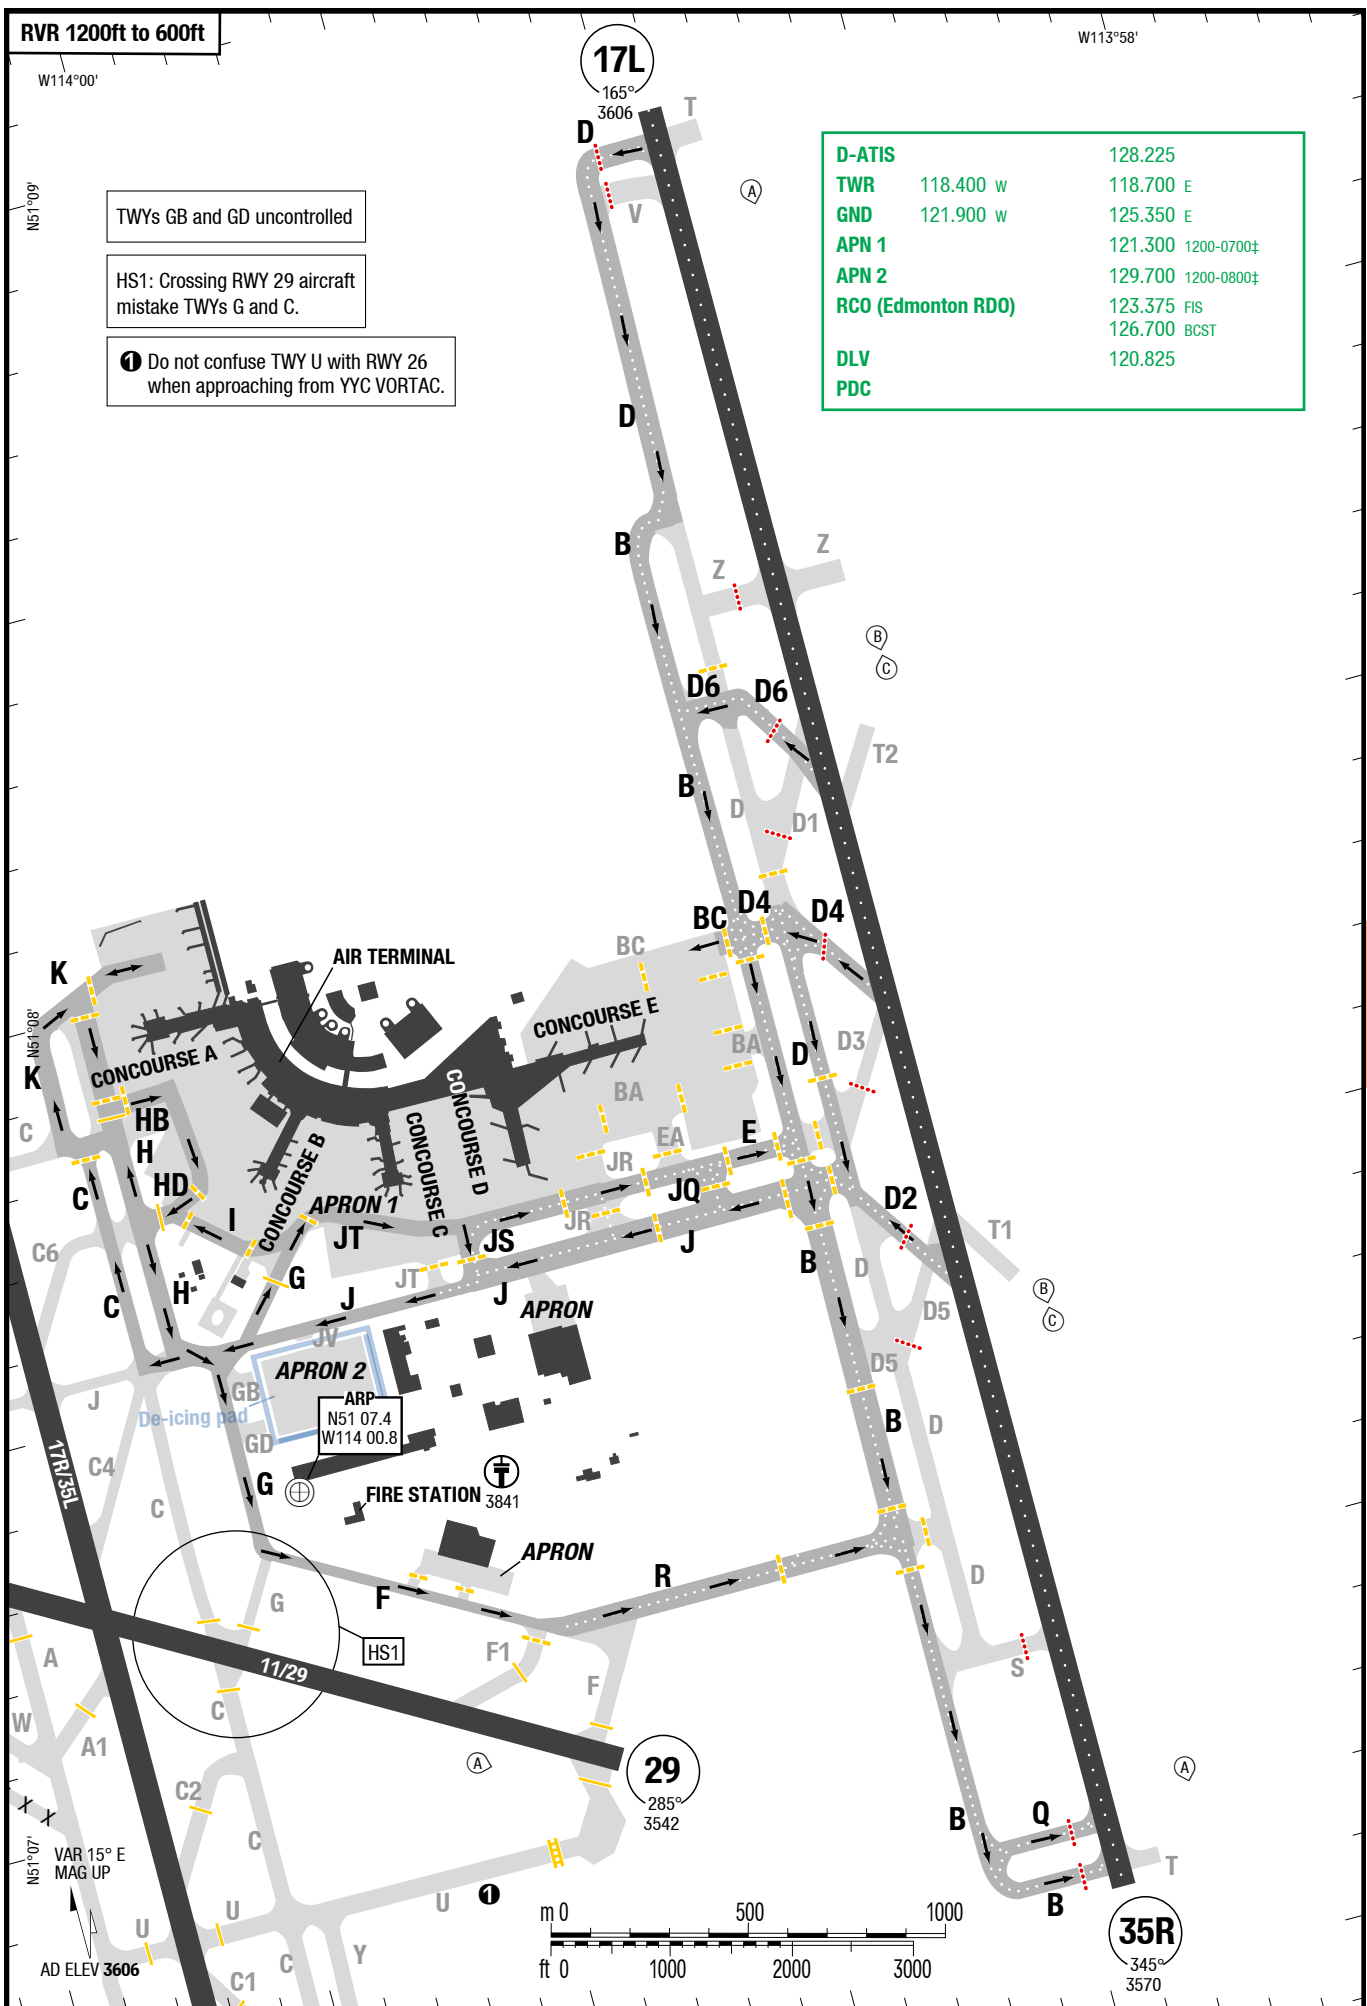 RVR 1200ft to 600ft
W114°00'
W113°58'
17L
165°
3606
T
D
V
N51°09'
TWYs GB and GD uncontrolled
HS1: Crossing RWY 29 aircraft
mistake TWYs G and C.
❶ Do not confuse TWY U with RWY 26
when approaching from YYC VORTAC.
D-ATIS 128.225
TWR 118.400 W 118.700 E
GND 121.900 W 125.350 E
APN 1 121.300 1200-0700‡
APN 2 129.700 1200-0800‡
RCO (Edmonton RDO) 123.375 FIS
126.700 BCST
DLV 120.825
PDC
A
D
B
Z
Z
B
C
D6
D6
T2
B
D
D1
D4
D4
BC
BC
AIR TERMINAL
K
N51°08'
CONCOURSE A
CONCOURSE E
BA
D
D3
K
CONCOURSE D
CONCOURSE C
CONCOURSE B
BA
HB
C
H
EA
E
JR
HD
C
JQ
APRON 1
D2
I
JR
T1
JT
JS
J
C6
B
D
G
JT
H
C
J
J
APRON
B
C
D5
JV
APRON 2
D5
GB
J
De-icing pad
ARP
N51 07.4
W114 00.8
GD
B
D
17R/35L
C4
G
C
FIRE STATION
3841
APRON
R
D
F
G
HS1
F1
A
11/29
F
S
C
W
A1
A
29
285°
3542
A
C2
X X
C
B
Q
N51°07'
VAR 15° E
MAG UP
T
U
❶
U
B
U
m 0 500 1000
35R
345°
3570
C
Y
ft 0 1000 2000 3000
AD ELEV 3606
C1